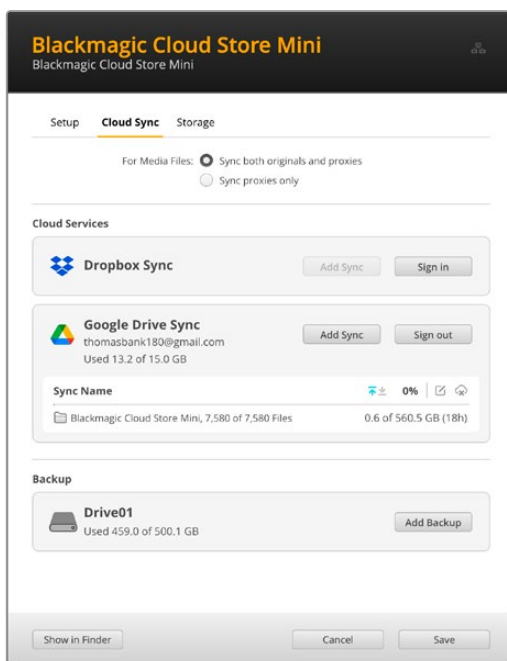 Blackmagic Cloud Store Mini
Blackmagic Cloud Store Mini
Setup Cloud Sync Storage
For Media Files: Sync both originals and proxies
Sync proxies only
Cloud Services
Dropbox Sync Add Sync Sign in
Google Drive Sync
thomasbank180@gmail.com Add Sync Sign out
Used 13.2 of 15.0 GB
Sync Name 0%
Blackmagic Cloud Store Mini, 7,580 of 7,580 Files 0.6 of 560.5 GB (18h)
Backup
Drive01
Used 459.0 of 500.1 GB Add Backup
Show in Finder Cancel Save